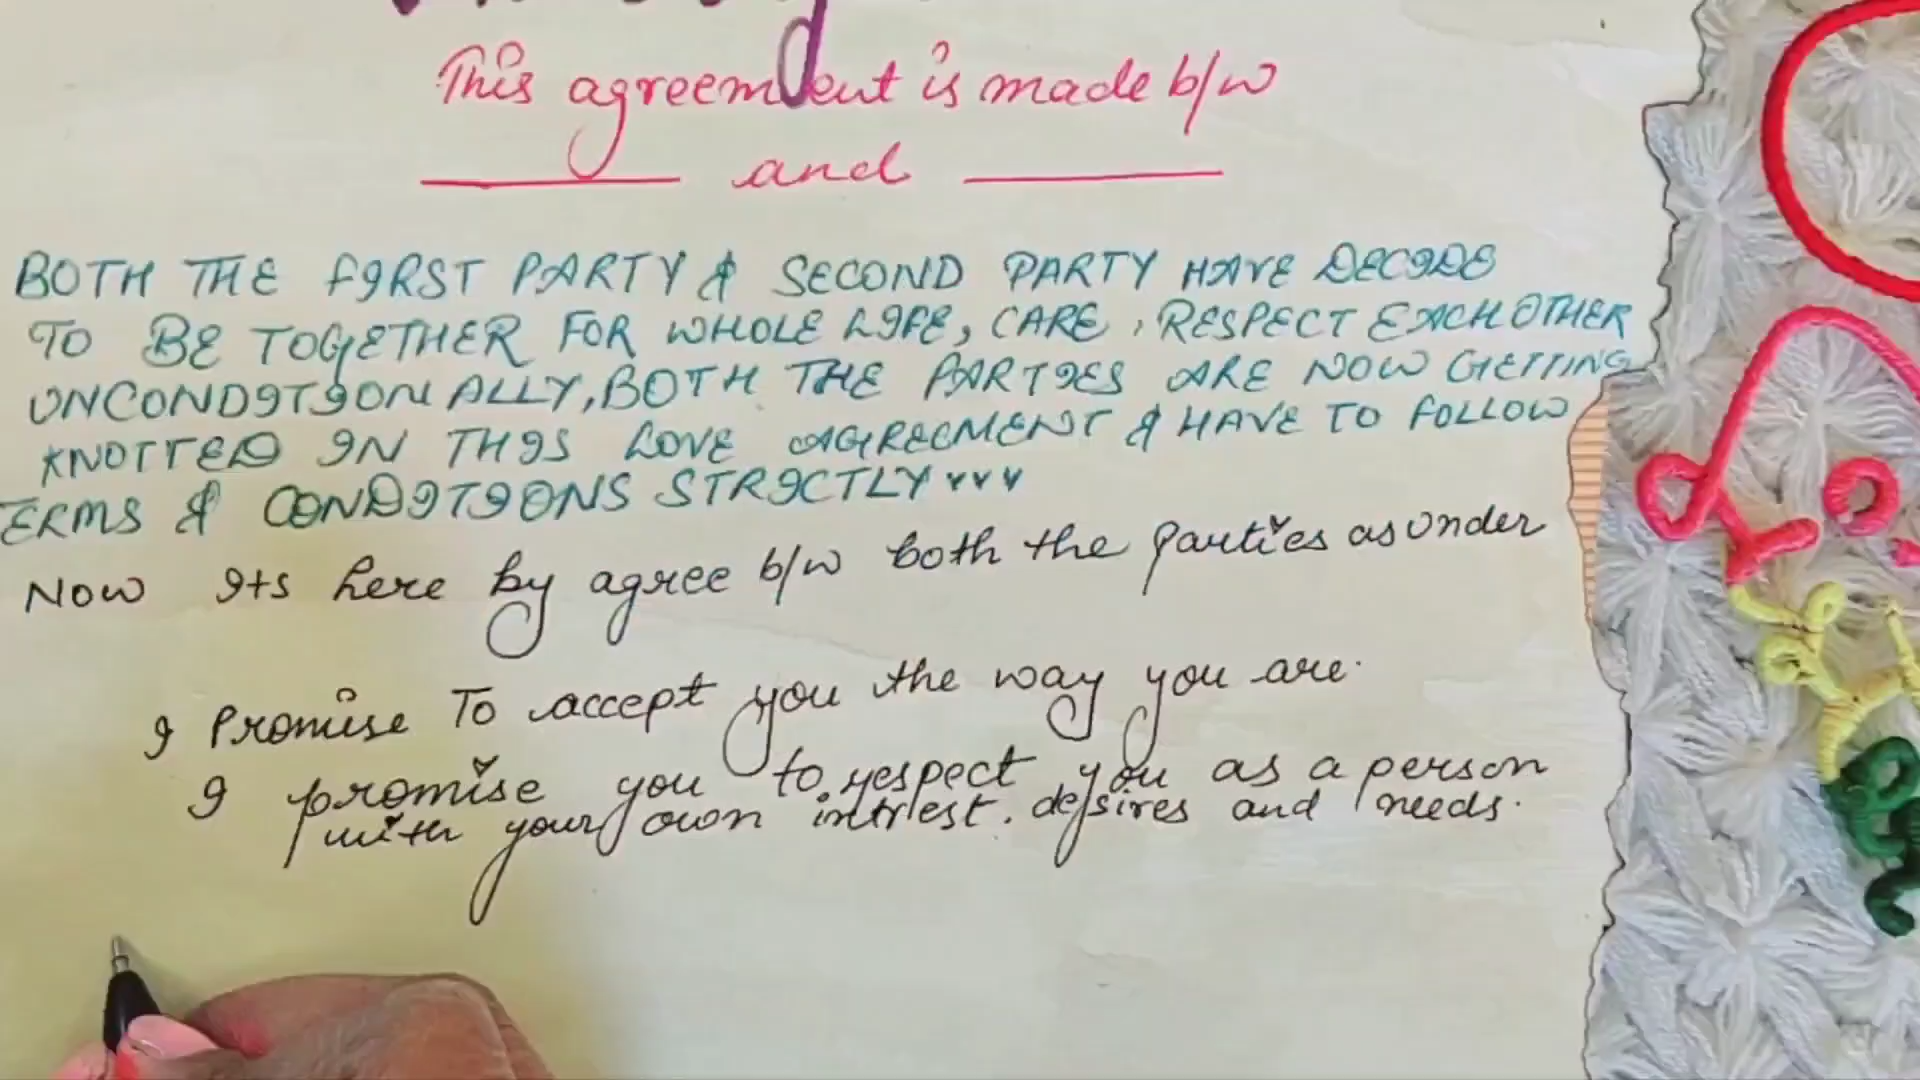 This agreement is made b/w
______ and ______
BOTH THE FIRST PARTY & SECOND PARTY HAVE DECIDE
TO BE TOGETHER FOR WHOLE LIFE, CARE, RESPECT EACH OTHER
UNCONDITIONALLY, BOTH THE PARTIES ARE NOW GETTING
KNOTTED IN THIS LOVE AGREEMENT & HAVE TO FOLLOW
TERMS & CONDITIONS STRICTLY
Now Its here by agree b/w both the parties as under
I Promise To accept you the way you are.
I promise you to respect you as a person
with your own intrest. desires and needs.